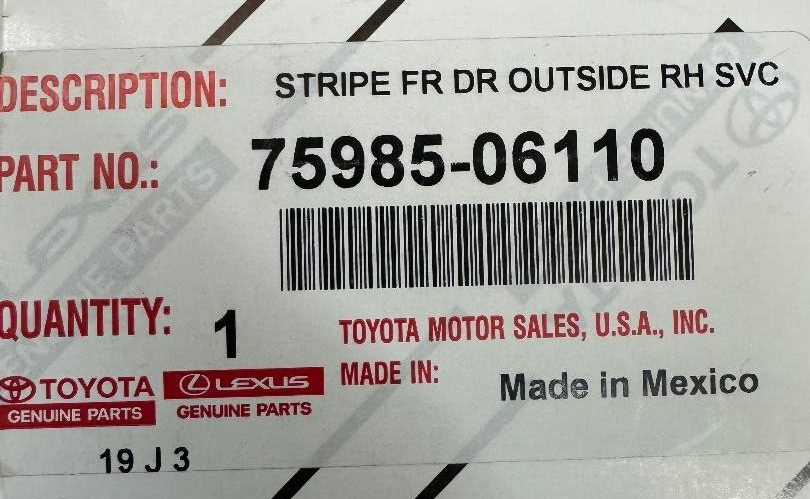 DESCRIPTION: STRIPE FR DR OUTSIDE RH SVC
PART NO.: 75985-06110
QUANTITY: 1
TOYOTA MOTOR SALES, U.S.A., INC.
MADE IN: Made in Mexico
TOYOTA LEXUS
GENUINE PARTS GENUINE PARTS
19 J 3